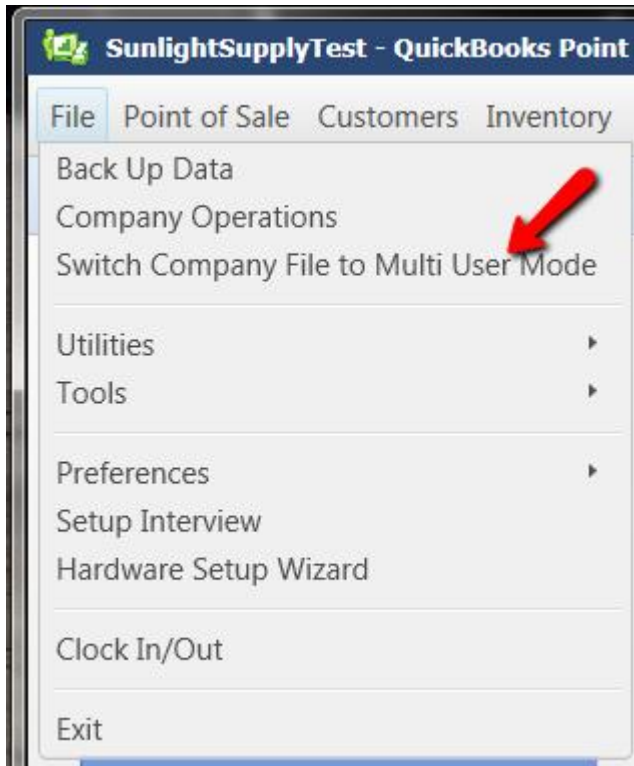 SunlightSupplyTest - QuickBooks Point
File Point of Sale Customers Inventory
Back Up Data
Company Operations
Switch Company File to Multi User Mode
Utilities
Tools
Preferences
Setup Interview
Hardware Setup Wizard
Clock In/Out
Exit